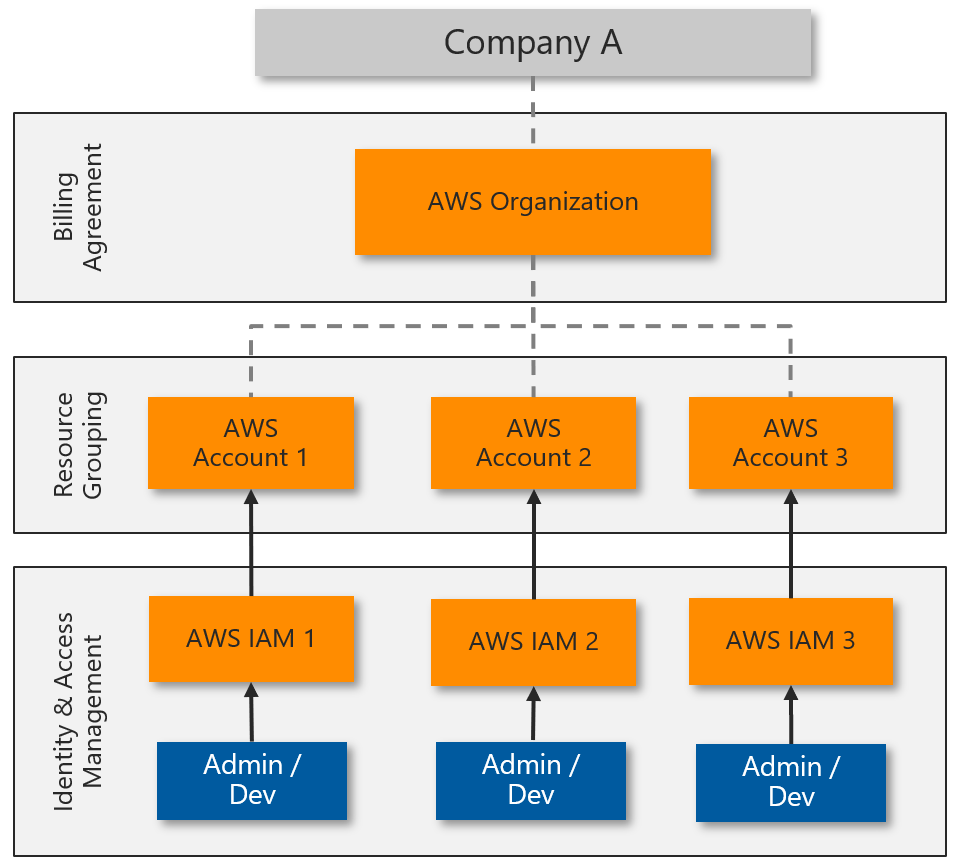 Company A
Billing
Agreement
AWS Organization
Resource
Grouping
AWS
Account 1
AWS
Account 2
AWS
Account 3
Identity & Access
Management
AWS IAM 1
AWS IAM 2
AWS IAM 3
Admin /
Dev
Admin /
Dev
Admin /
Dev